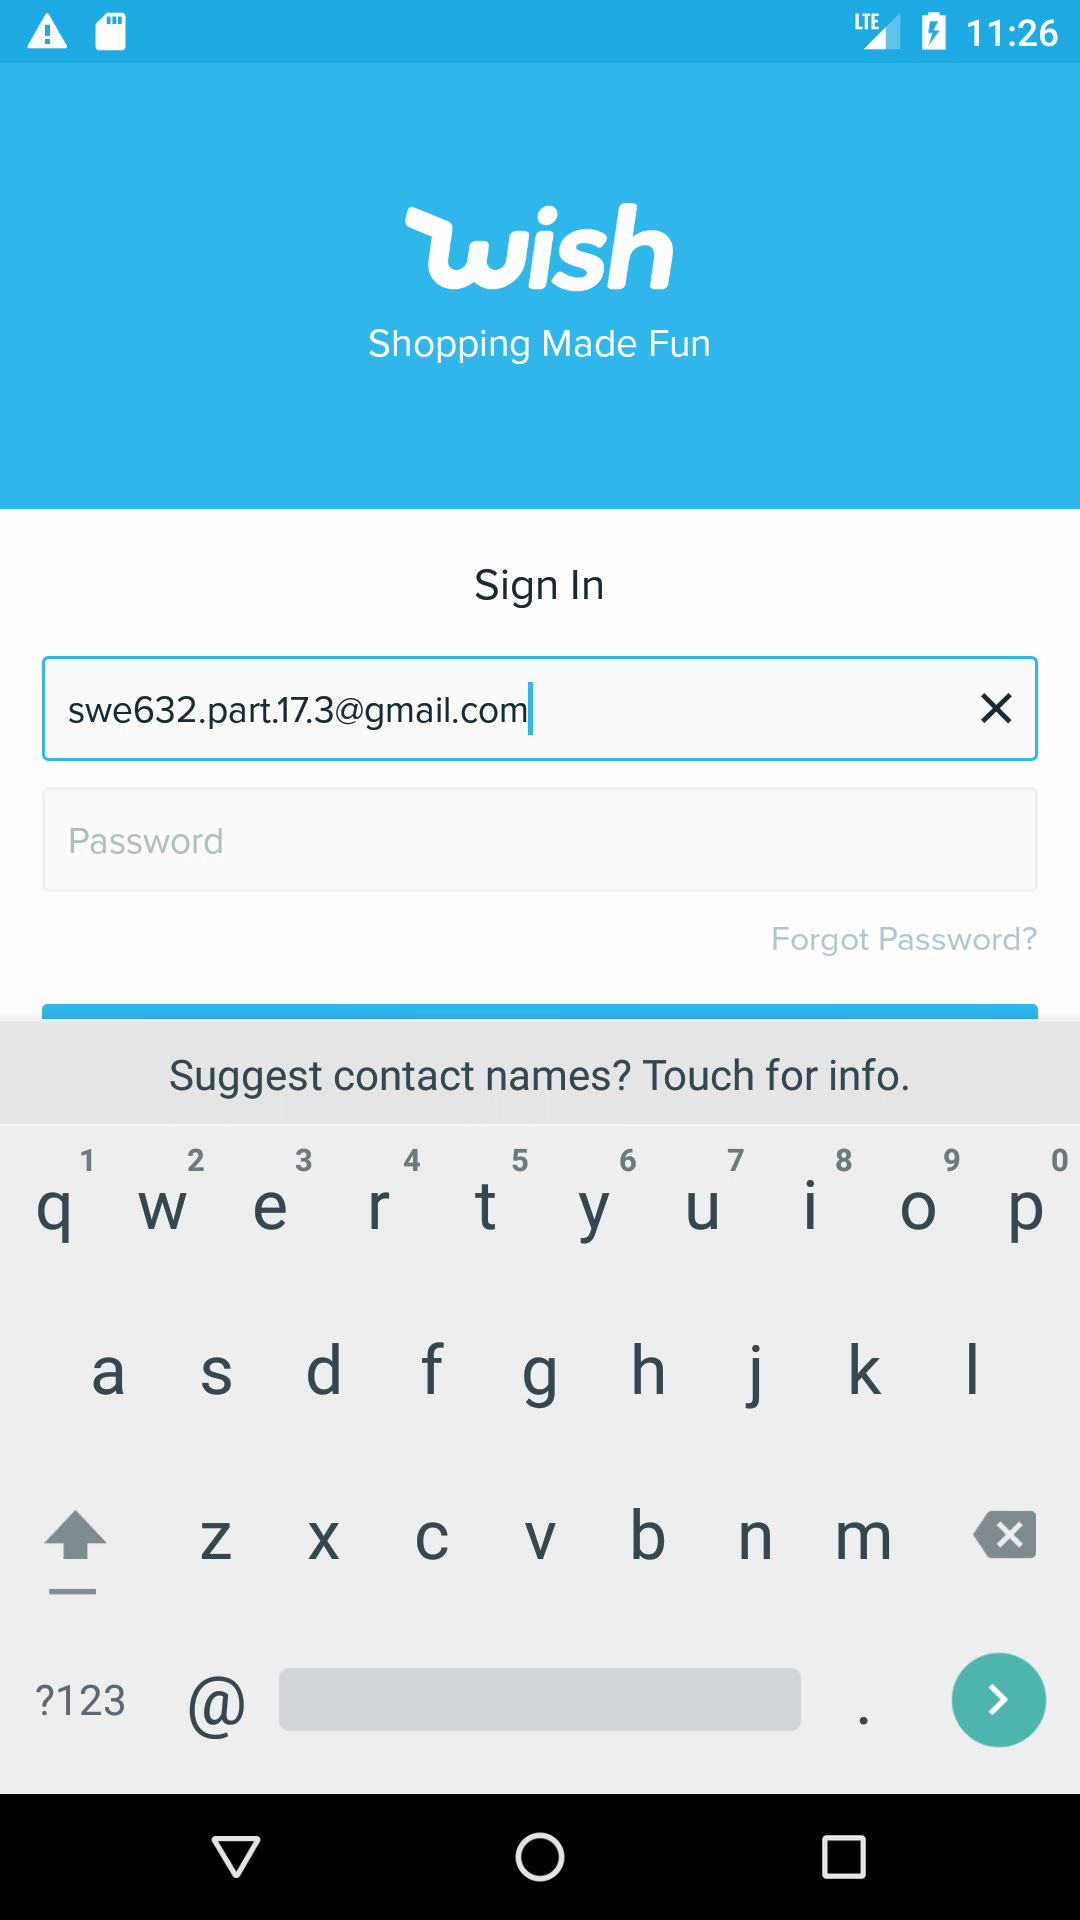 LTE 11:26
wish
Shopping Made Fun
Sign In
swe632.part.17.3@gmail.com
Password
Forgot Password?
Suggest contact names? Touch for info.
1 2 3 4 5 6 7 8 9 0
q w e r t y u i o p
a s d f g h j k l
z x c v b n m
?123 @ .